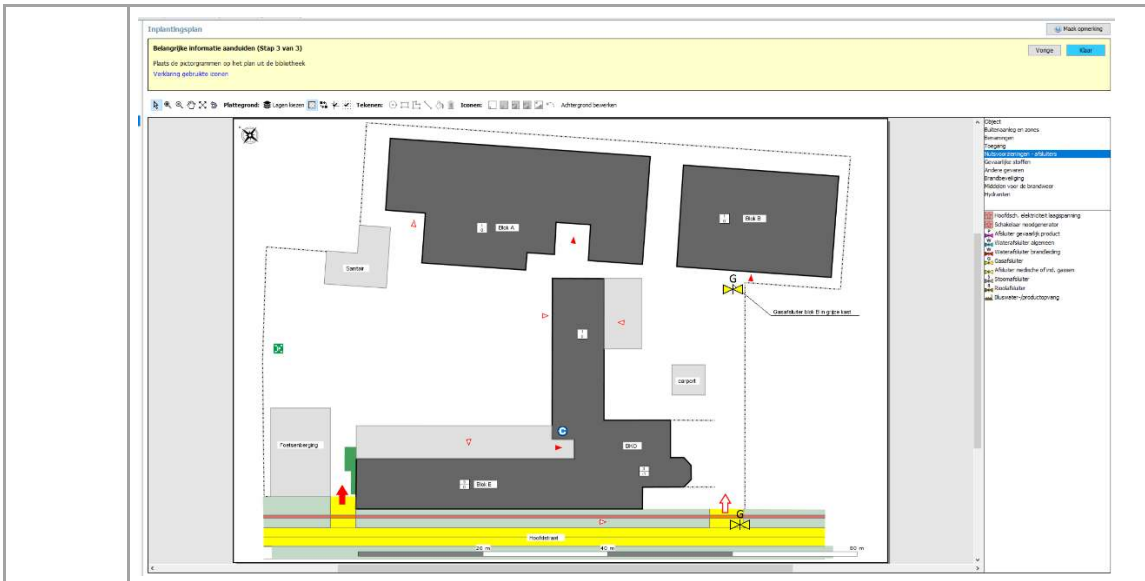 Inplantingsplan
Maak opmerking
Belangrijke informatie aanduiden (Stap 3 van 3)
Vorige
Klaar
Plaats de pictogrammen op het plan uit de bibliotheek
Verklaring gebruikte iconen
Plattegrond:
Lagen kiezen
Tekenen:
Iconen:
Achtergrond bewerken
Object
Buitenaanleg en zones
Benamingen
Toegang
Nutsvoorzieningen - afsluiters
Gevaarlijke stoffen
Andere gevaren
Brandbeveiliging
Middelen voor de brandweer
Hydranten
Hoofdsch. elektriciteit laagspanning
Schakelaar noodgenerator
Afsluiter gevaarlijk product
Waterafsluiter algemeen
Waterafsluiter brandleiding
Gasafsluiter
Afsluiter medische of ind. gassen
Stoomafsluiter
Rioolafsluiter
Bluswater-/productopvang
Blok A
Blok B
Sanitair
G
Gasafsluiter blok B in grijze kast
carport
C
Fietsenberging
BKO
Blok E
G
Hoofdstraat
20 m
40 m
60 m